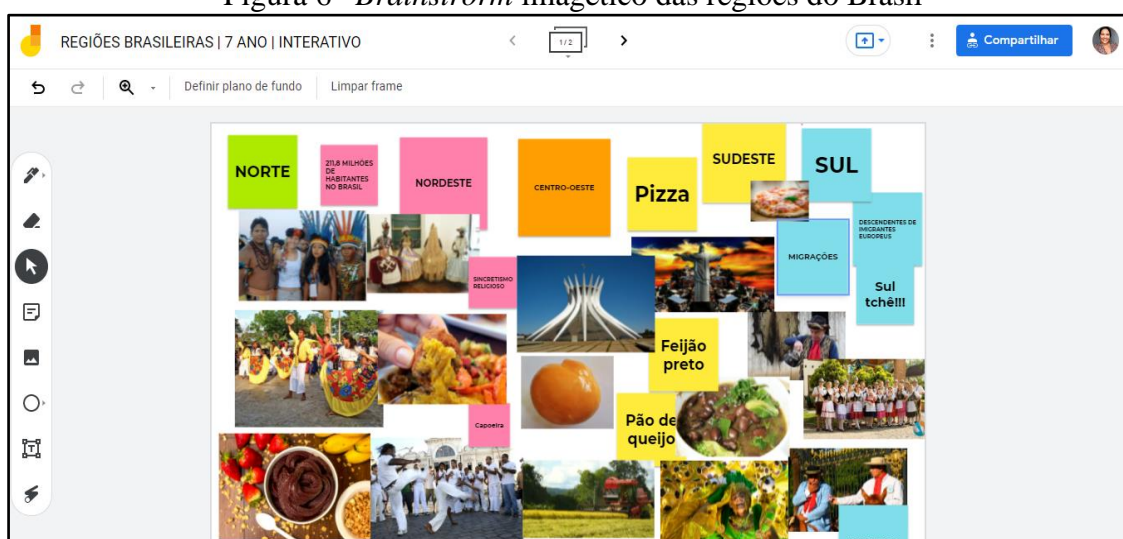 Figura 6- Brainstrorm imagético das regiões do Brasil
REGIÕES BRASILEIRAS | 7 ANO | INTERATIVO
1/2
Compartilhar
Definir plano de fundo
Limpar frame
NORTE
211,8 MILHÕES
DE
HABITANTES
NO BRASIL
NORDESTE
CENTRO-OESTE
Pizza
SUDESTE
SUL
DESCENDENTES DE
IMIGRANTES
EUROPEUS
MIGRAÇÕES
SINCRETISMO
RELIGIOSO
Sul
tchê!!!
Feijão
preto
Capoeira
Pão de
queijo